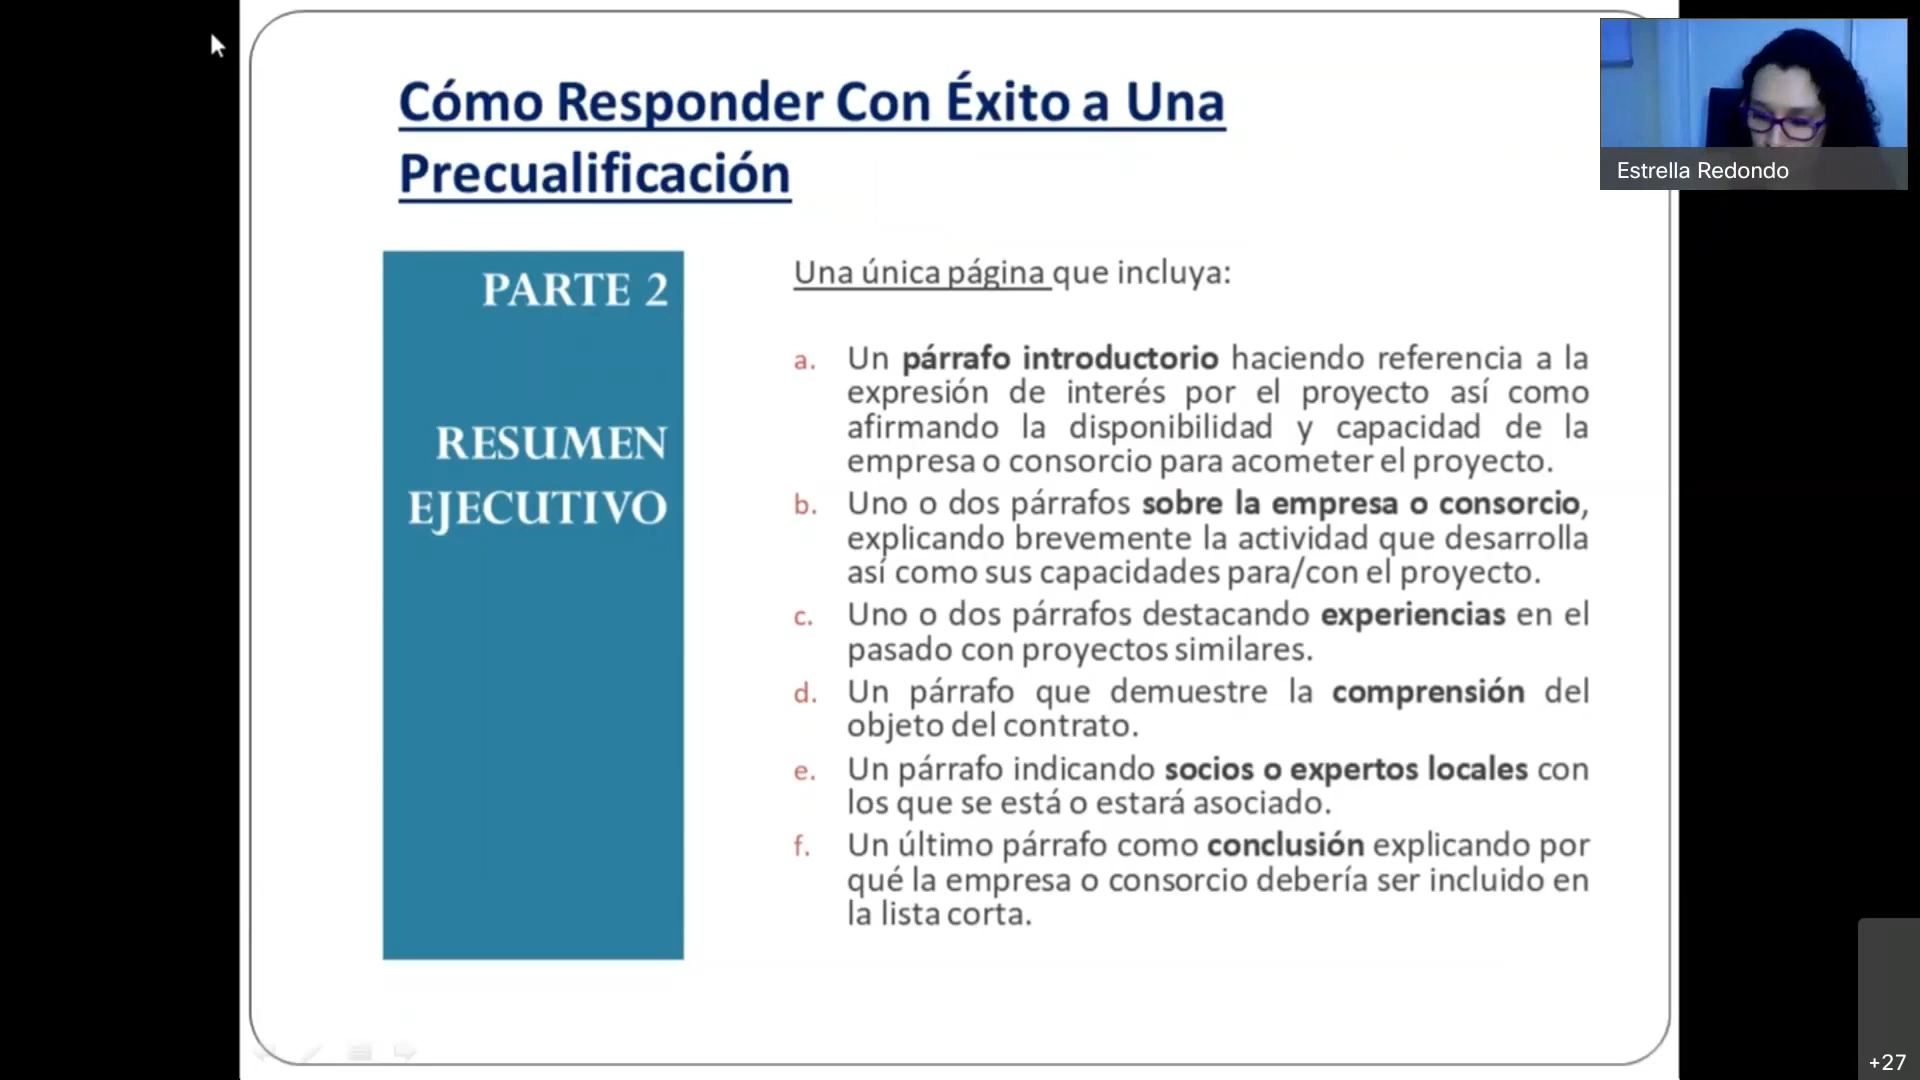 Cómo Responder Con Éxito a Una
Precualificación
Estrella Redondo
PARTE 2
RESUMEN
EJECUTIVO
Una única página que incluya:
a. Un párrafo introductorio haciendo referencia a la
expresión de interés por el proyecto así como
afirmando la disponibilidad y capacidad de la
empresa o consorcio para acometer el proyecto.
b. Uno o dos párrafos sobre la empresa o consorcio,
explicando brevemente la actividad que desarrolla
así como sus capacidades para/con el proyecto.
c. Uno o dos párrafos destacando experiencias en el
pasado con proyectos similares.
d. Un párrafo que demuestre la comprensión del
objeto del contrato.
e. Un párrafo indicando socios o expertos locales con
los que se está o estará asociado.
f. Un último párrafo como conclusión explicando por
qué la empresa o consorcio debería ser incluido en
la lista corta.
+27